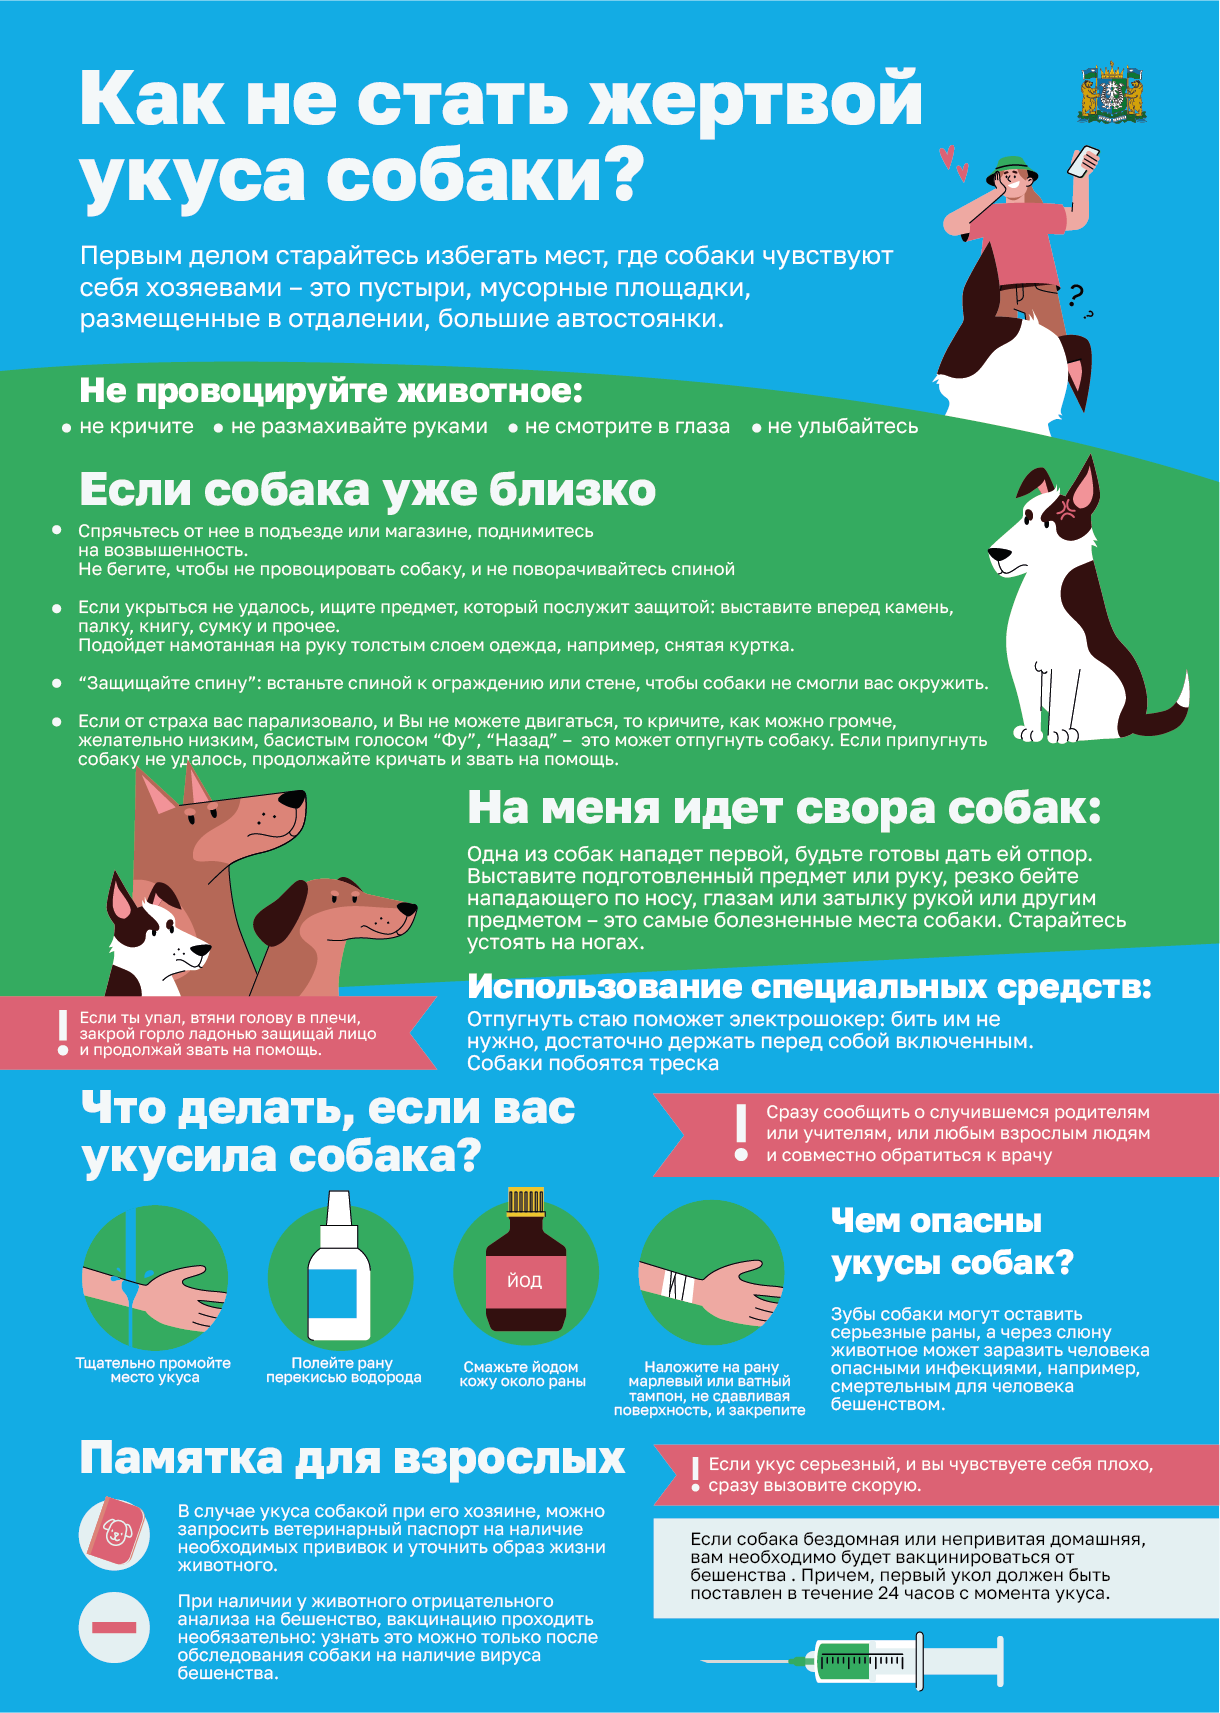 Как не стать жертвой
укуса собаки?
Первым делом старайтесь избегать мест, где собаки чувствуют
себя хозяевами – это пустыри, мусорные площадки,
размещенные в отдалении, большие автостоянки.
Не провоцируйте животное:
• не кричите • не размахивайте руками • не смотрите в глаза • не улыбайтесь
Если собака уже близко
• Спрячьтесь от нее в подъезде или магазине, поднимитесь
на возвышенность.
Не бегите, чтобы не провоцировать собаку, и не поворачивайтесь спиной
• Если укрыться не удалось, ищите предмет, который послужит защитой: выставите вперед камень,
палку, книгу, сумку и прочее.
Подойдет намотанная на руку толстым слоем одежда, например, снятая куртка.
• “Защищайте спину”: встаньте спиной к ограждению или стене, чтобы собаки не смогли вас окружить.
• Если от страха вас парализовало, и Вы не можете двигаться, то кричите, как можно громче,
желательно низким, басистым голосом “Фу”, “Назад” – это может отпугнуть собаку. Если припугнуть
собаку не удалось, продолжайте кричать и звать на помощь.
На меня идет свора собак:
Одна из собак нападет первой, будьте готовы дать ей отпор.
Выставите подготовленный предмет или руку, резко бейте
нападающего по носу, глазам или затылку рукой или другим
предметом – это самые болезненные места собаки. Старайтесь
устоять на ногах.
! Если ты упал, втяни голову в плечи,
закрой горло ладонью защищай лицо
и продолжай звать на помощь.
Использование специальных средств:
Отпугнуть стаю поможет электрошокер: бить им не
нужно, достаточно держать перед собой включенным.
Собаки побоятся треска
Что делать, если вас
укусила собака?
! Сразу сообщить о случившемся родителям
или учителям, или любым взрослым людям
и совместно обратиться к врачу
ЙОД
Тщательно промойте
место укуса
Полейте рану
перекисью водорода
Смажьте йодом
кожу около раны
Наложите на рану
марлевый или ватный
тампон, не сдавливая
поверхность, и закрепите
Чем опасны
укусы собак?
Зубы собаки могут оставить
серьезные раны, а через слюну
животное может заразить человека
опасными инфекциями, например,
смертельным для человека
бешенством.
Памятка для взрослых
В случае укуса собакой при его хозяине, можно
запросить ветеринарный паспорт на наличие
необходимых прививок и уточнить образ жизни
животного.
При наличии у животного отрицательного
анализа на бешенство, вакцинацию проходить
необязательно: узнать это можно только после
обследования собаки на наличие вируса
бешенства.
! Если укус серьезный, и вы чувствуете себя плохо,
сразу вызовите скорую.
Если собака бездомная или непривитая домашняя,
вам необходимо будет вакцинироваться от
бешенства . Причем, первый укол должен быть
поставлен в течение 24 часов с момента укуса.